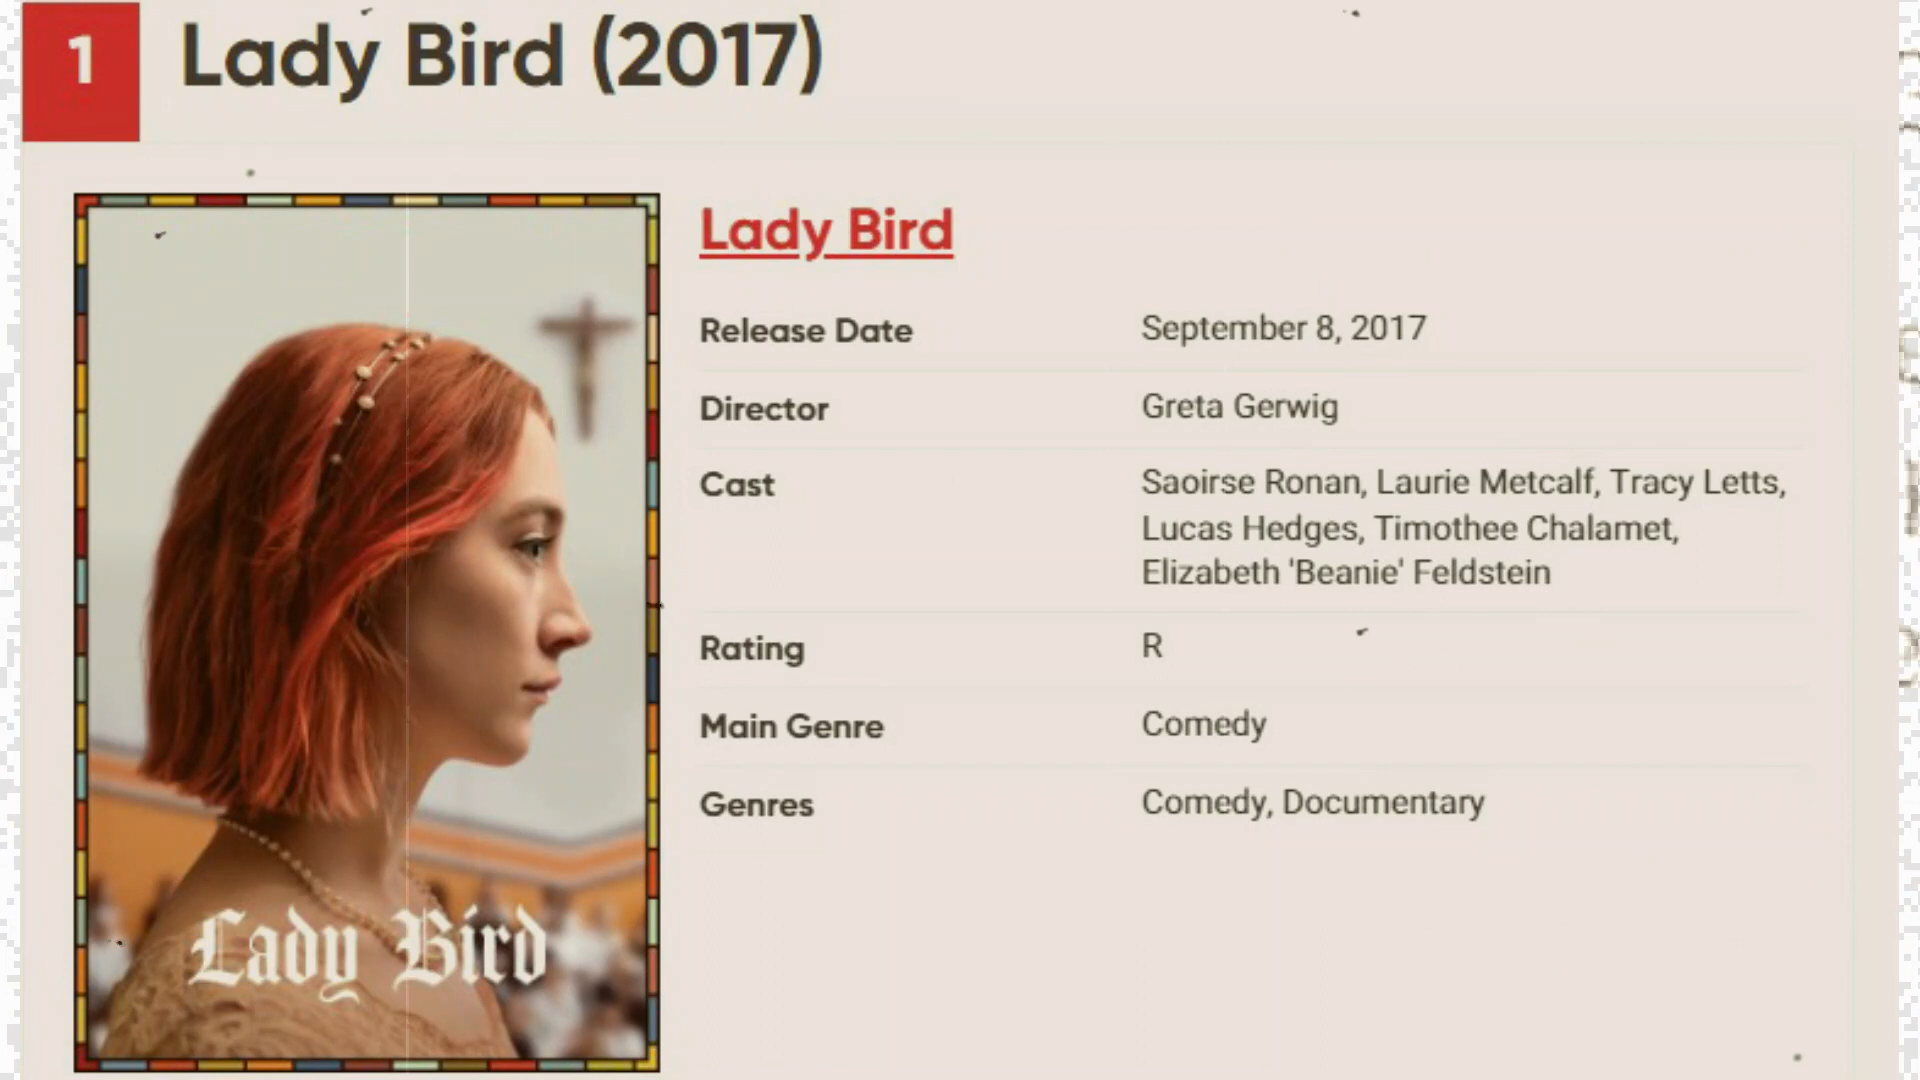 1
Lady Bird (2017)
Lady Bird
Lady Bird
Release Date
September 8, 2017
Director
Greta Gerwig
Cast
Saoirse Ronan, Laurie Metcalf, Tracy Letts,
Lucas Hedges, Timothee Chalamet,
Elizabeth 'Beanie' Feldstein
Rating
R
Main Genre
Comedy
Genres
Comedy, Documentary